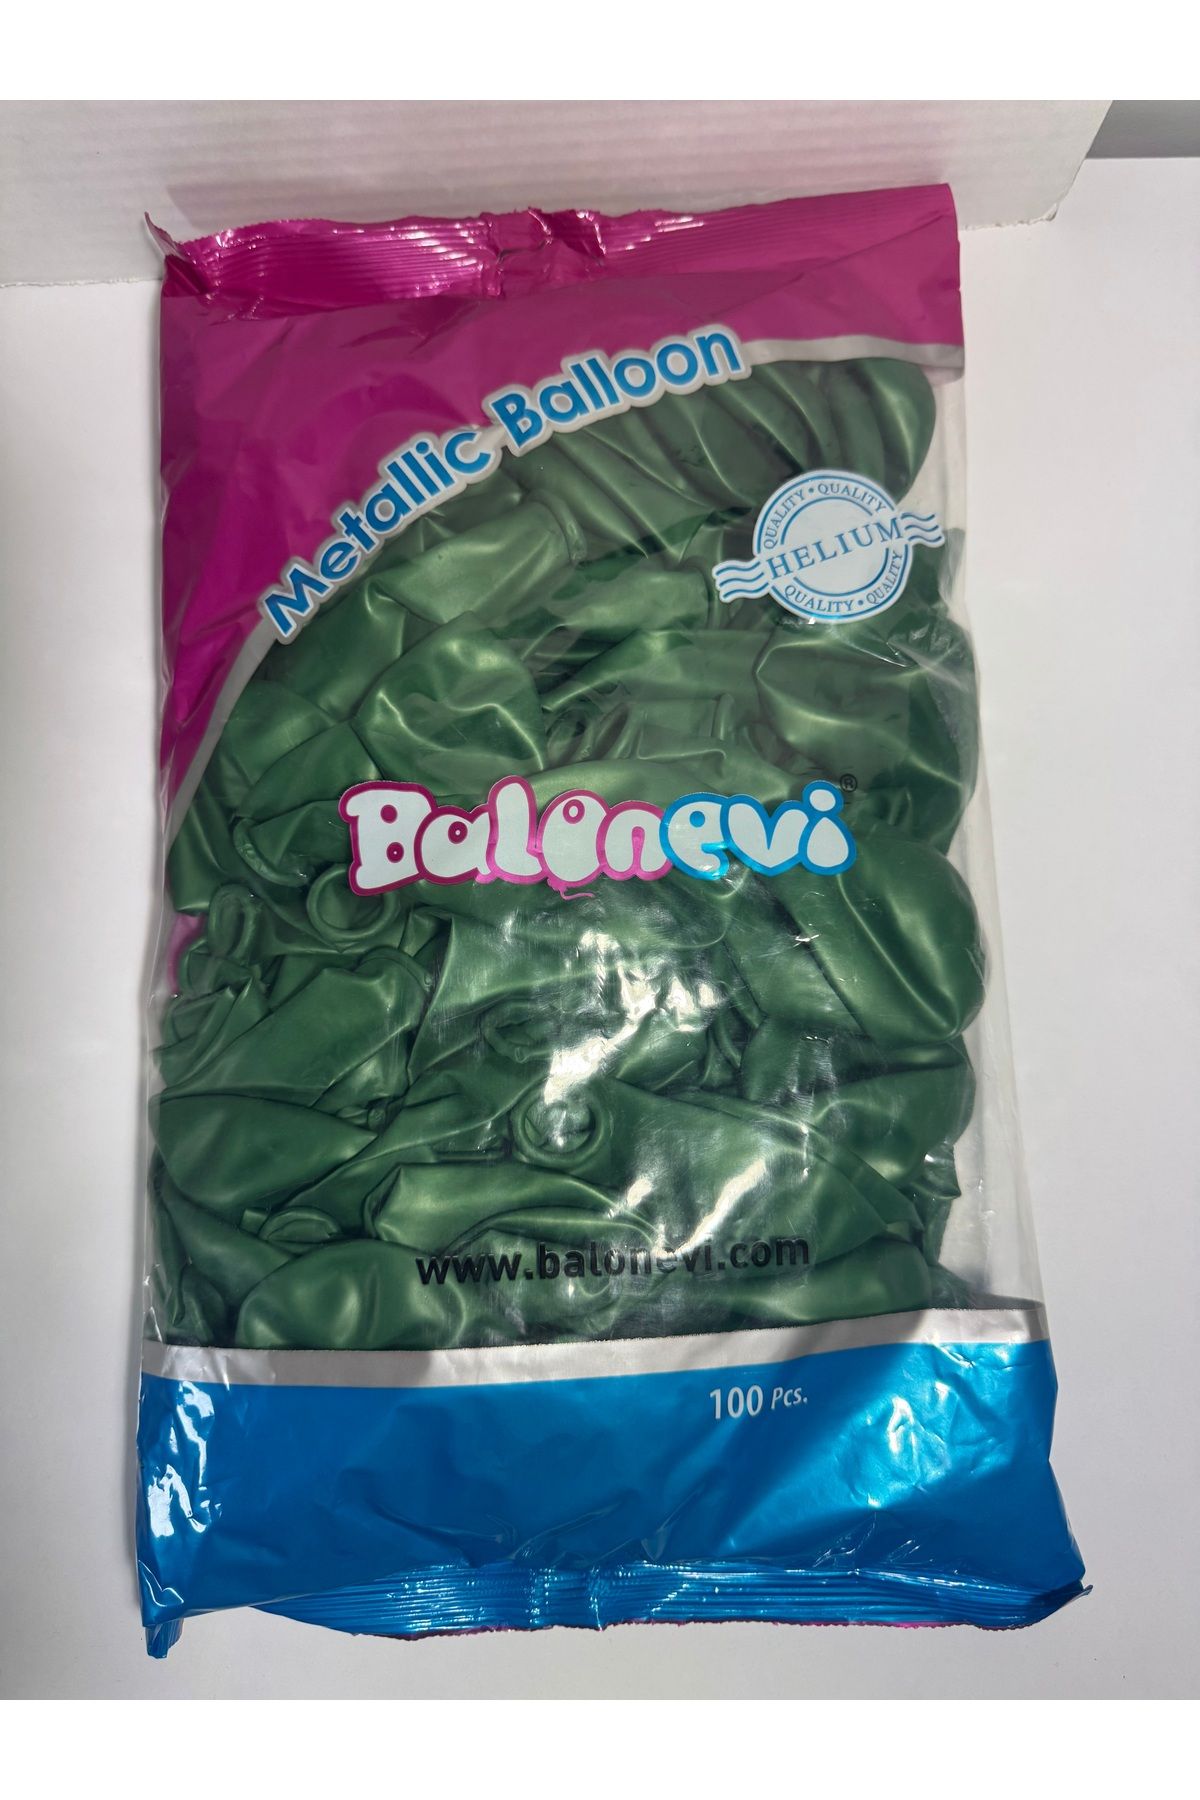 Metallic Balloon
QUALITY • QUALITY
HELIUM
QUALITY • QUALITY
Balonevi®
www.balonevi.com
100 Pcs.